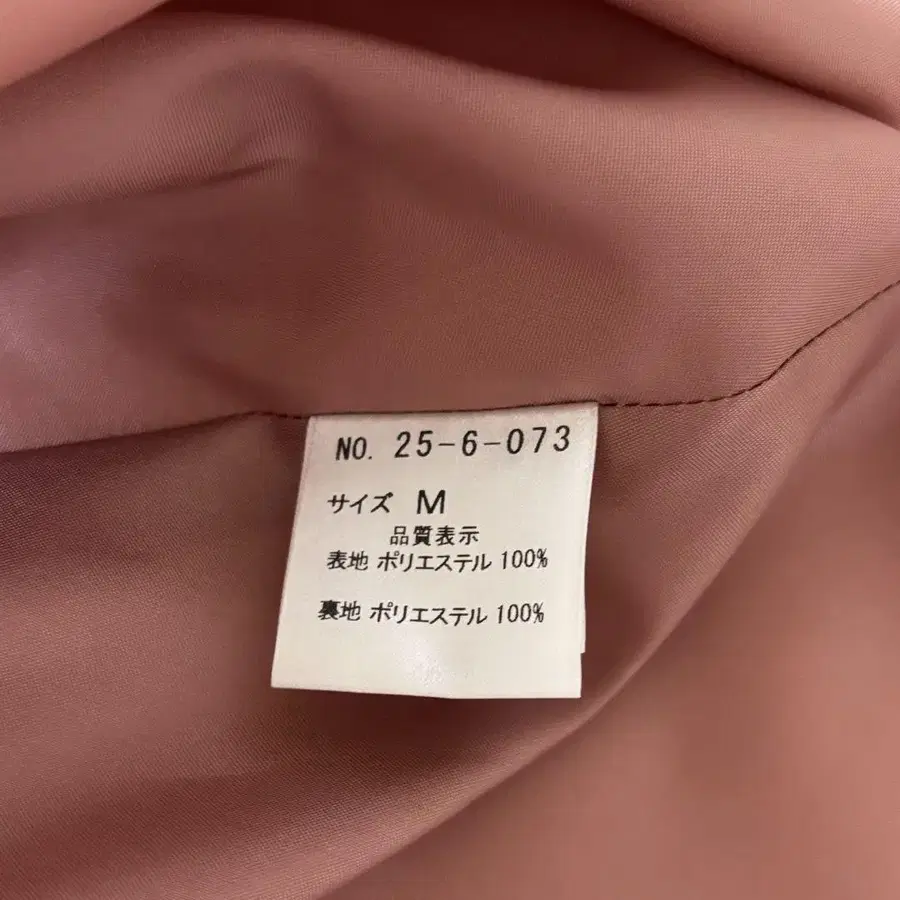 NO. 25-6-073
サイズ M
品質表示
表地 ポリエステル 100%
裏地 ポリエステル 100%